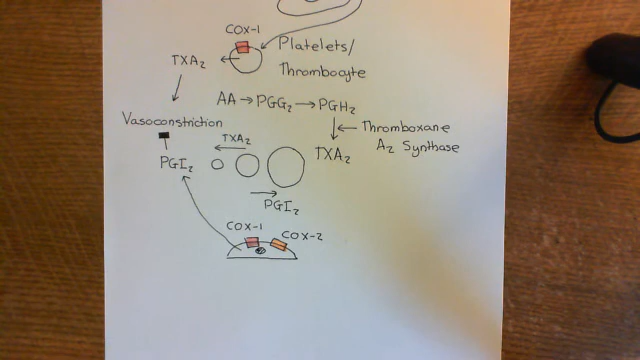 COX-1
Platelets/
Thrombocyte
TXA2
AA → PGG2 → PGH2
Vasoconstriction
Thromboxane
A2 Synthase
TXA2
TXA2
PGI2
PGI2
COX-1
COX-2